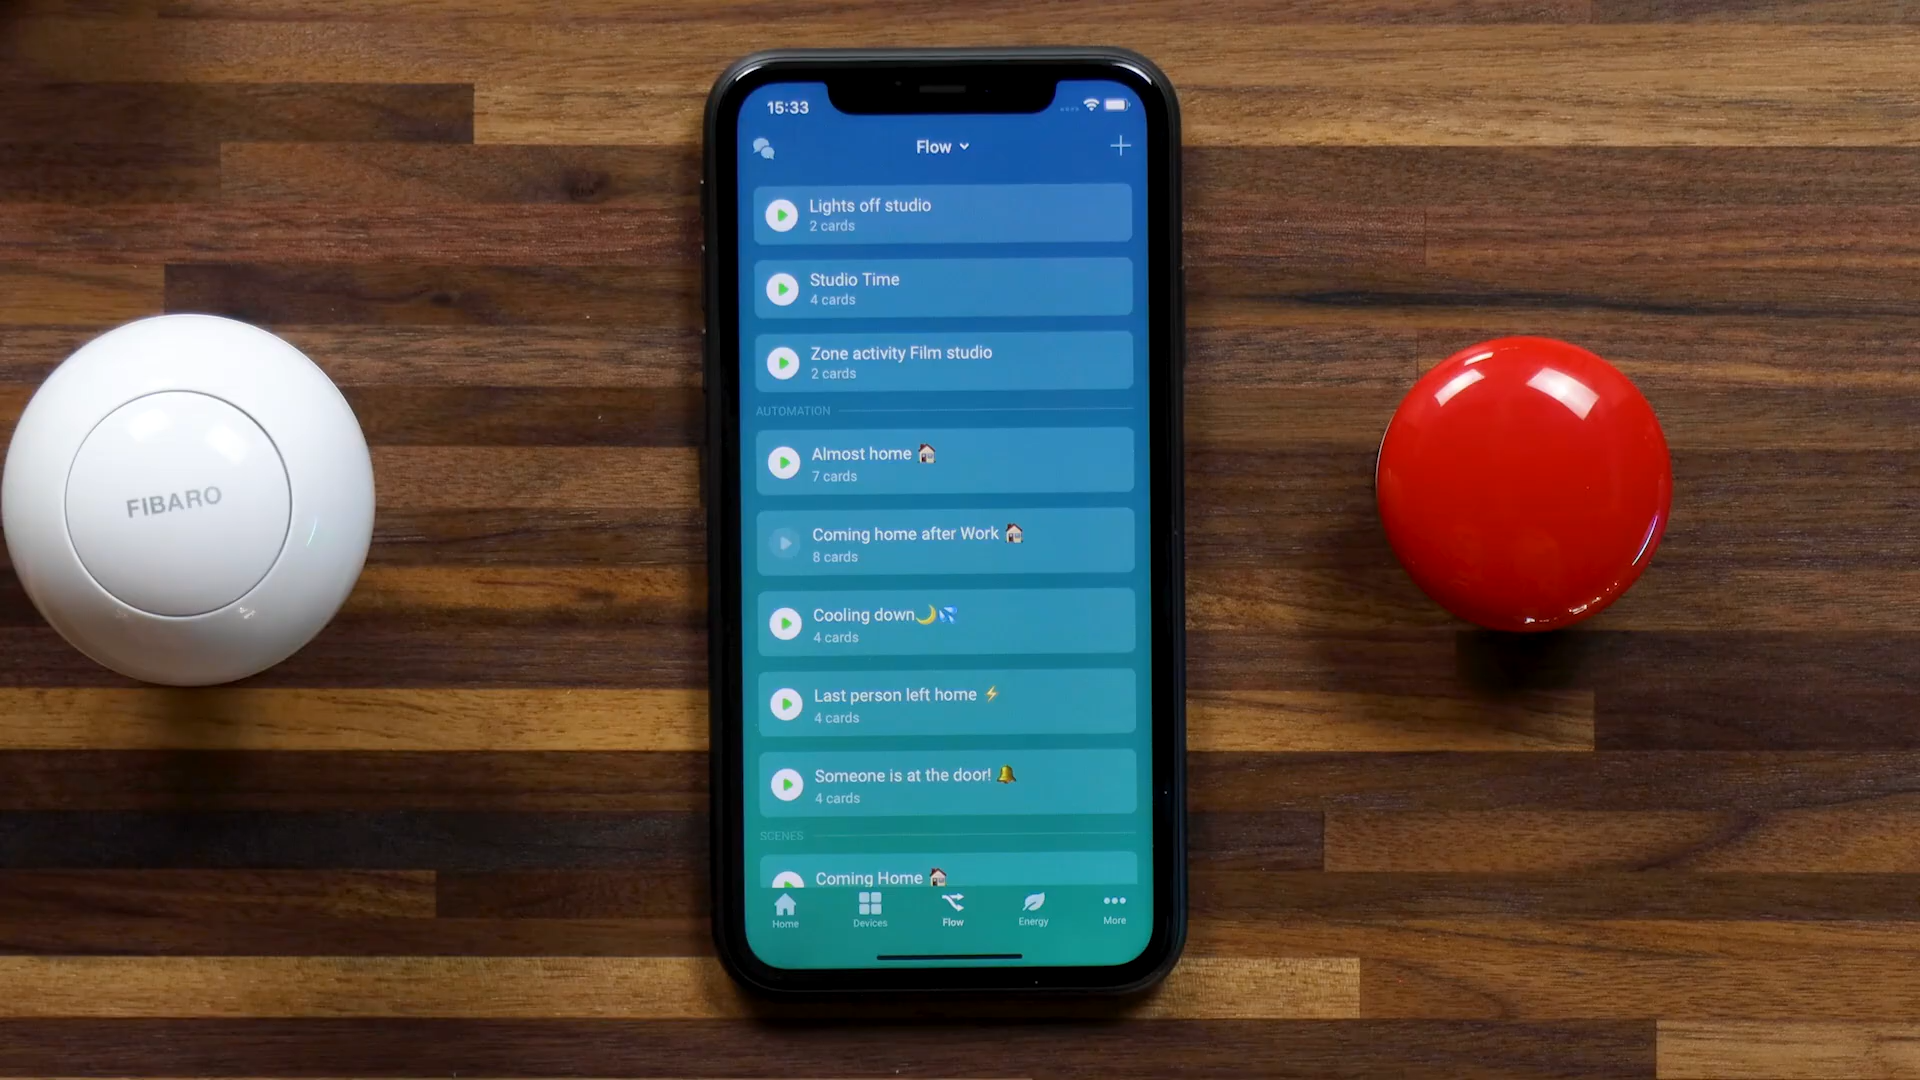 15:33
Flow
Lights off studio
2 cards
Studio Time
4 cards
Zone activity Film studio
2 cards
AUTOMATION
Almost home 🏠
7 cards
Coming home after Work 🏠
8 cards
Cooling down🌙💦
4 cards
Last person left home ⚡
4 cards
Someone is at the door! 🔔
4 cards
SCENES
Coming Home 🏠
Home
Devices
Flow
Energy
More
FIBARO